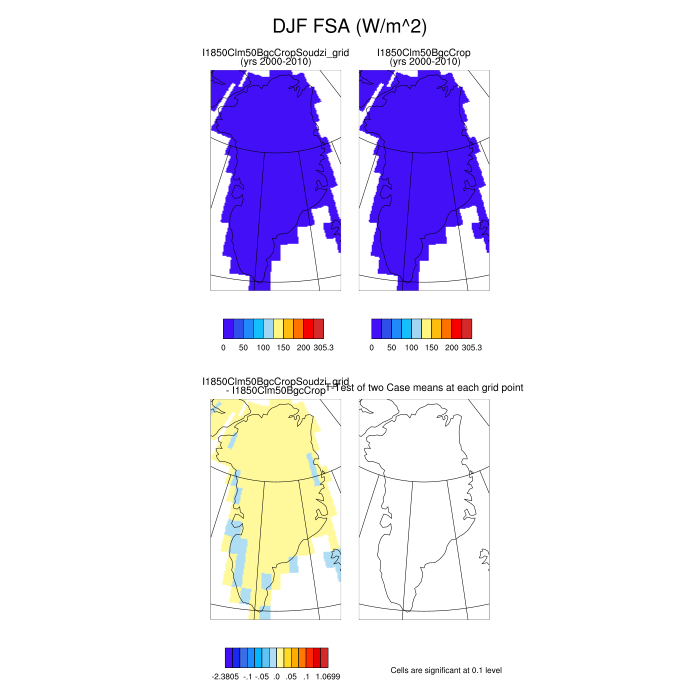 DJF FSA (W/m^2)
I1850Clm50BgcCropSoudzi_grid
(yrs 2000-2010)
I1850Clm50BgcCrop
(yrs 2000-2010)
0 50 100 150 200 305.3
0 50 100 150 200 305.3
I1850Clm50BgcCropSoudzi_grid
- I1850Clm50BgcCrop
T-Test of two Case means at each grid point
-2.3805 -.1 -.05 .0 .05 .1 1.0699
Cells are significant at 0.1 level